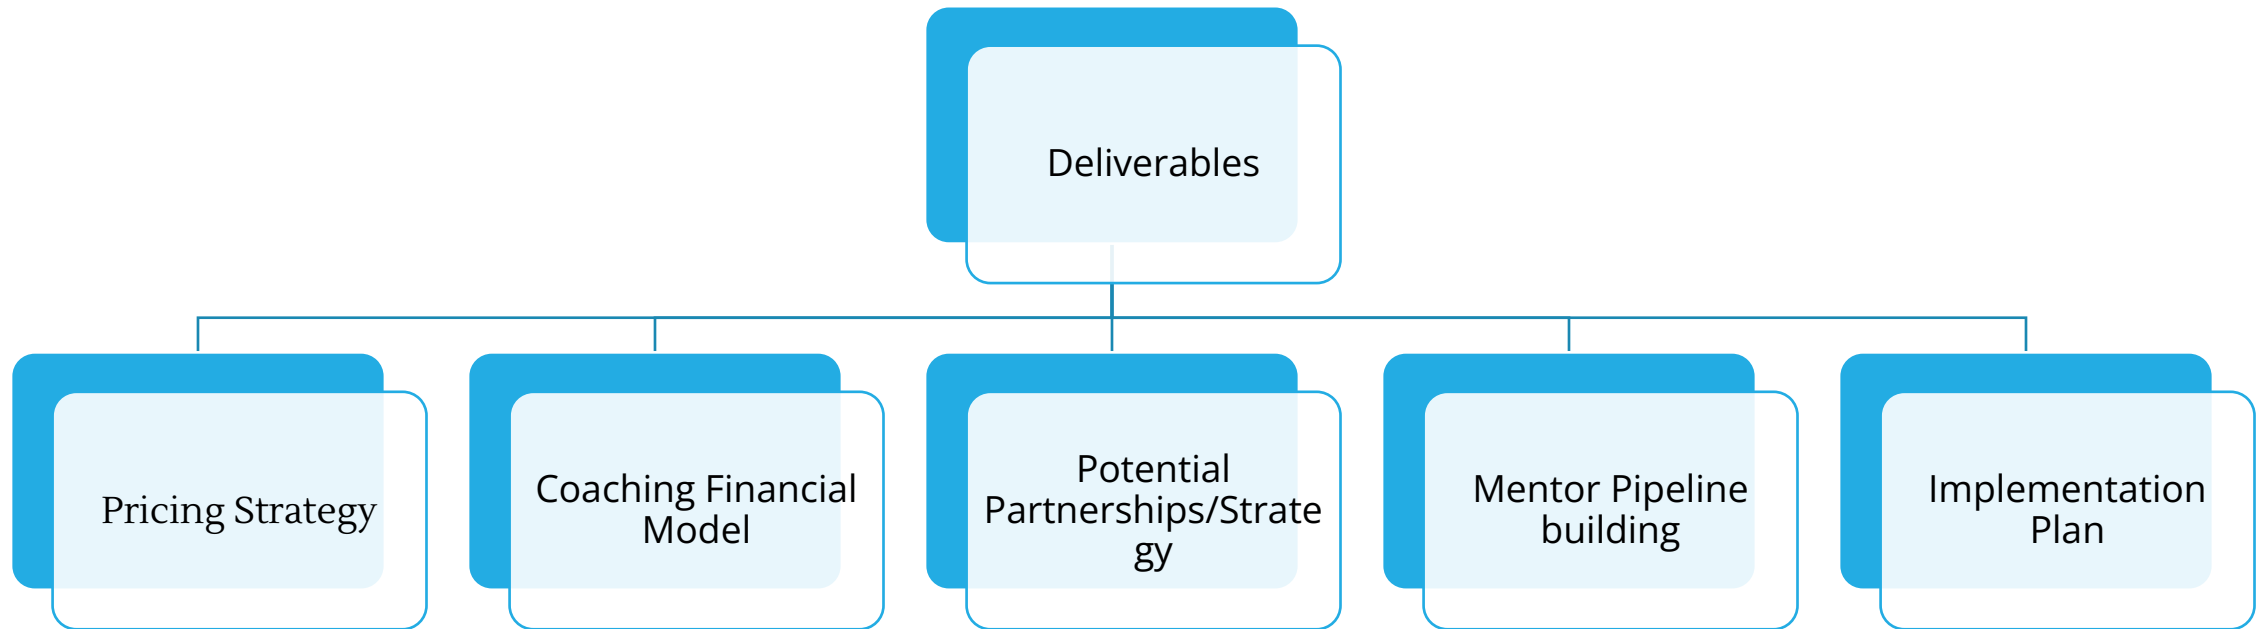 Deliverables
Pricing Strategy
Coaching Financial
Model
Potential
Partnerships/Strate
gy
Mentor Pipeline
building
Implementation
Plan